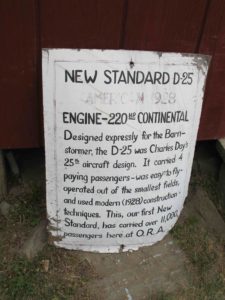 NEW STANDARD D-25
AMERICAN 1928
ENGINE-220 HP CONTINENTAL
Designed expressly for the Barn-
stormer, the D-25 was Charles Day's
25th aircraft design. It carried 4
paying passengers-was easy to fly-
operated out of the smallest fields,
and used modern (1928) construction
techniques. This, our first New
Standard, has carried over 11,000
passengers here at O.R.A.